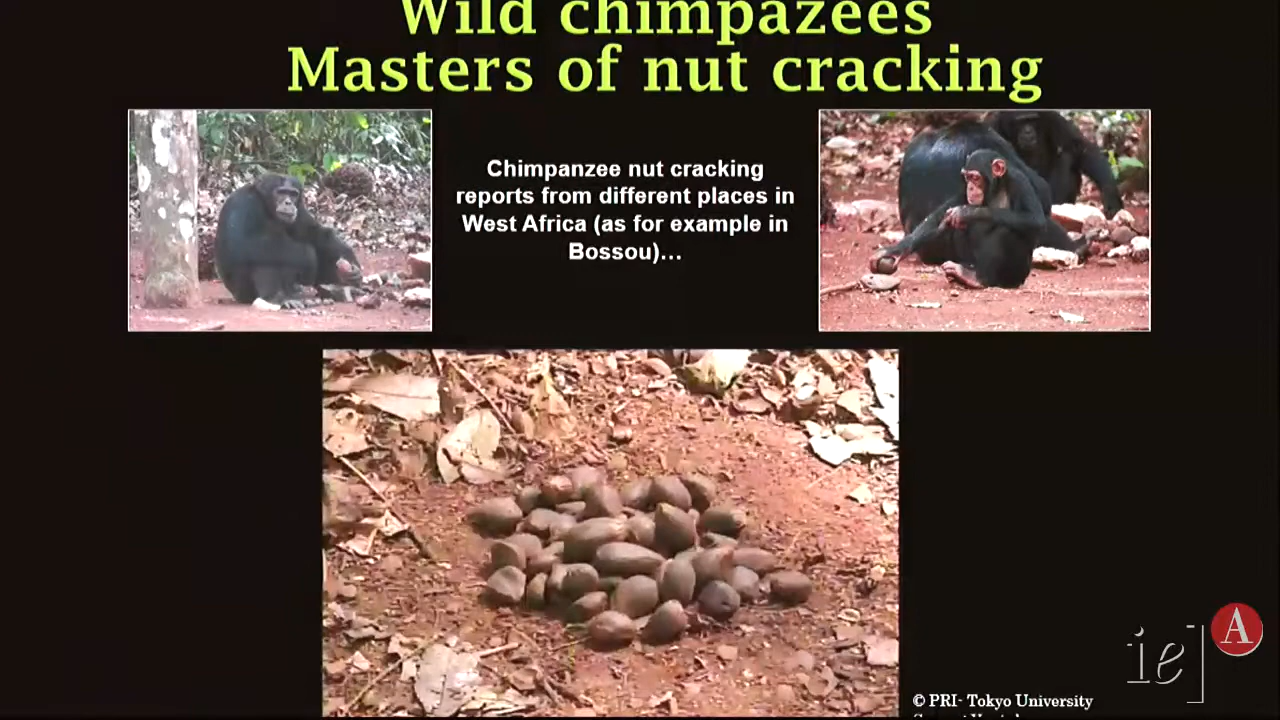 Wild chimpazees
Masters of nut cracking
Chimpanzee nut cracking
reports from different places in
West Africa (as for example in
Bossou)…
ie]
A
© PRI- Tokyo University